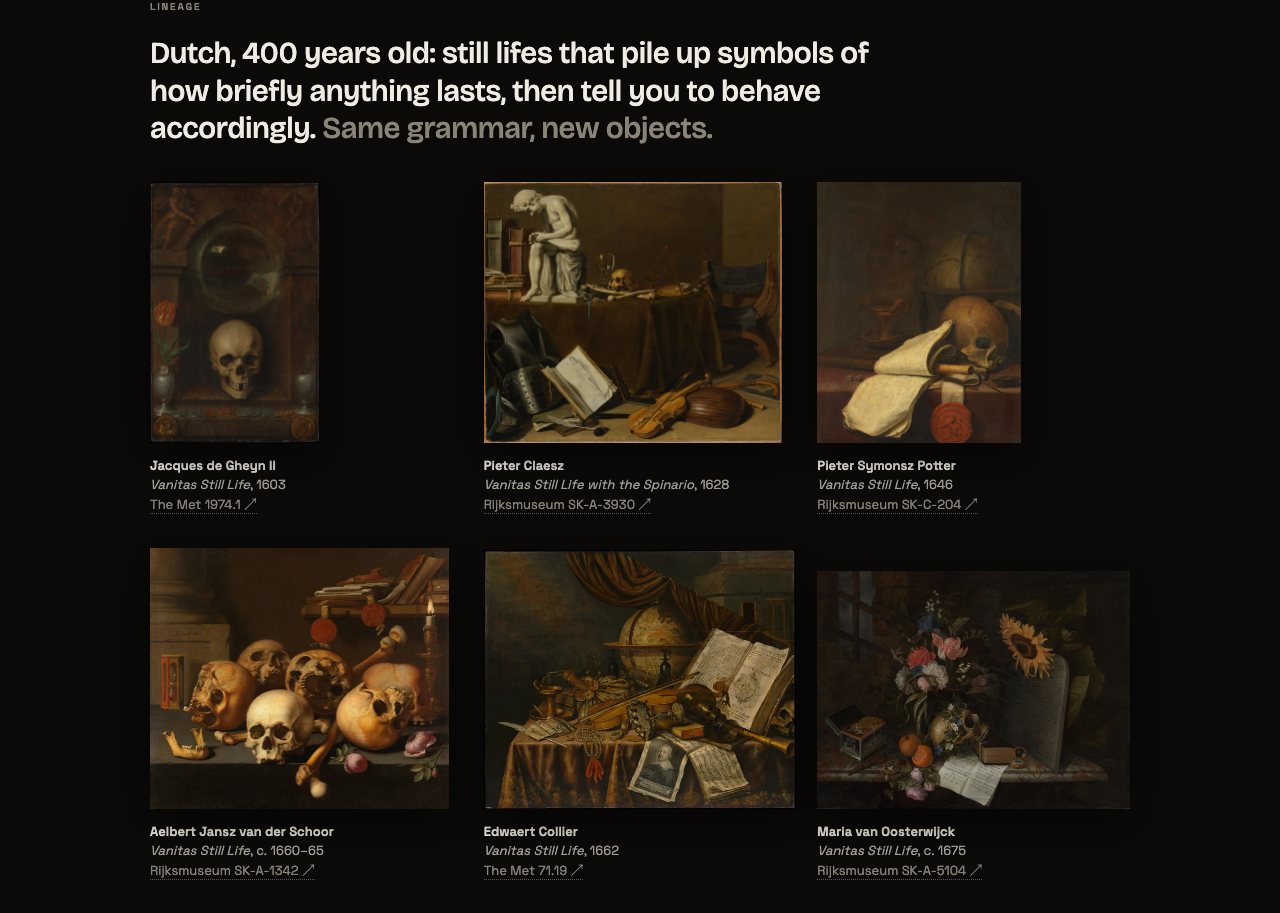 LINEAGE
Dutch, 400 years old: still lifes that pile up symbols of
how briefly anything lasts, then tell you to behave
accordingly. Same grammar, new objects.
Jacques de Gheyn II
Vanitas Still Life, 1603
The Met 1974.1 ↗
Pieter Claesz
Vanitas Still Life with the Spinario, 1628
Rijksmuseum SK-A-3930 ↗
Pieter Symonsz Potter
Vanitas Still Life, 1646
Rijksmuseum SK-C-204 ↗
Aelbert Jansz van der Schoor
Vanitas Still Life, c. 1660–65
Rijksmuseum SK-A-1342 ↗
Edwaert Collier
Vanitas Still Life, 1662
The Met 71.19 ↗
Maria van Oosterwijck
Vanitas Still Life, c. 1675
Rijksmuseum SK-A-5104 ↗